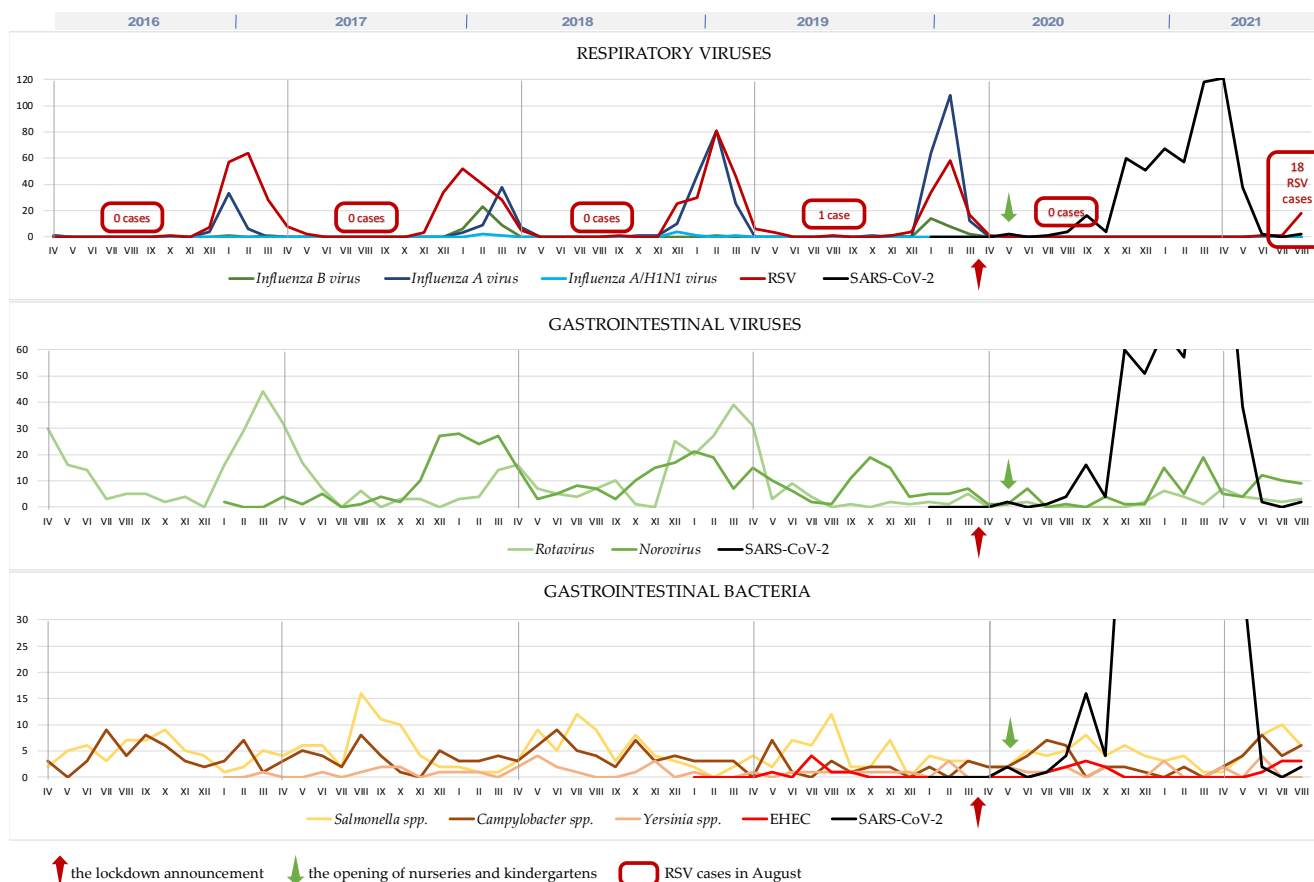 2016 2017 2018 2019 2020 2021
RESPIRATORY VIRUSES
120
100
80
60
40
20
0
0 cases
0 cases
0 cases
1 case
0 cases
18
RSV
cases
IV V VI VII VIII IX X XI XII I II III IV V VI VII VIII IX X XI XII I II III IV V VI VII VIII IX X XI XII I II III IV V VI VII VIII IX X XI XII I II III IV V VI VII VIII IX X XI XII I II III IV V VI VII VIII
Influenza B virus Influenza A virus Influenza A/H1N1 virus RSV SARS-CoV-2
GASTROINTESTINAL VIRUSES
60
50
40
30
20
10
0
IV V VI VII VIII IX X XI XII I II III IV V VI VII VIII IX X XI XII I II III IV V VI VII VIII IX X XI XII I II III IV V VI VII VIII IX X XI XII I II III IV V VI VII VIII IX X XI XII I II III IV V VI VII VIII
Rotavirus Norovirus SARS-CoV-2
GASTROINTESTINAL BACTERIA
30
25
20
15
10
5
0
IV V VI VII VIII IX X XI XII I II III IV V VI VII VIII IX X XI XII I II III IV V VI VII VIII IX X XI XII I II III IV V VI VII VIII IX X XI XII I II III IV V VI VII VIII IX X XI XII I II III IV V VI VII VIII
Salmonella spp. Campylobacter spp. Yersinia spp. EHEC SARS-CoV-2
the lockdown announcement the opening of nurseries and kindergartens RSV cases in August